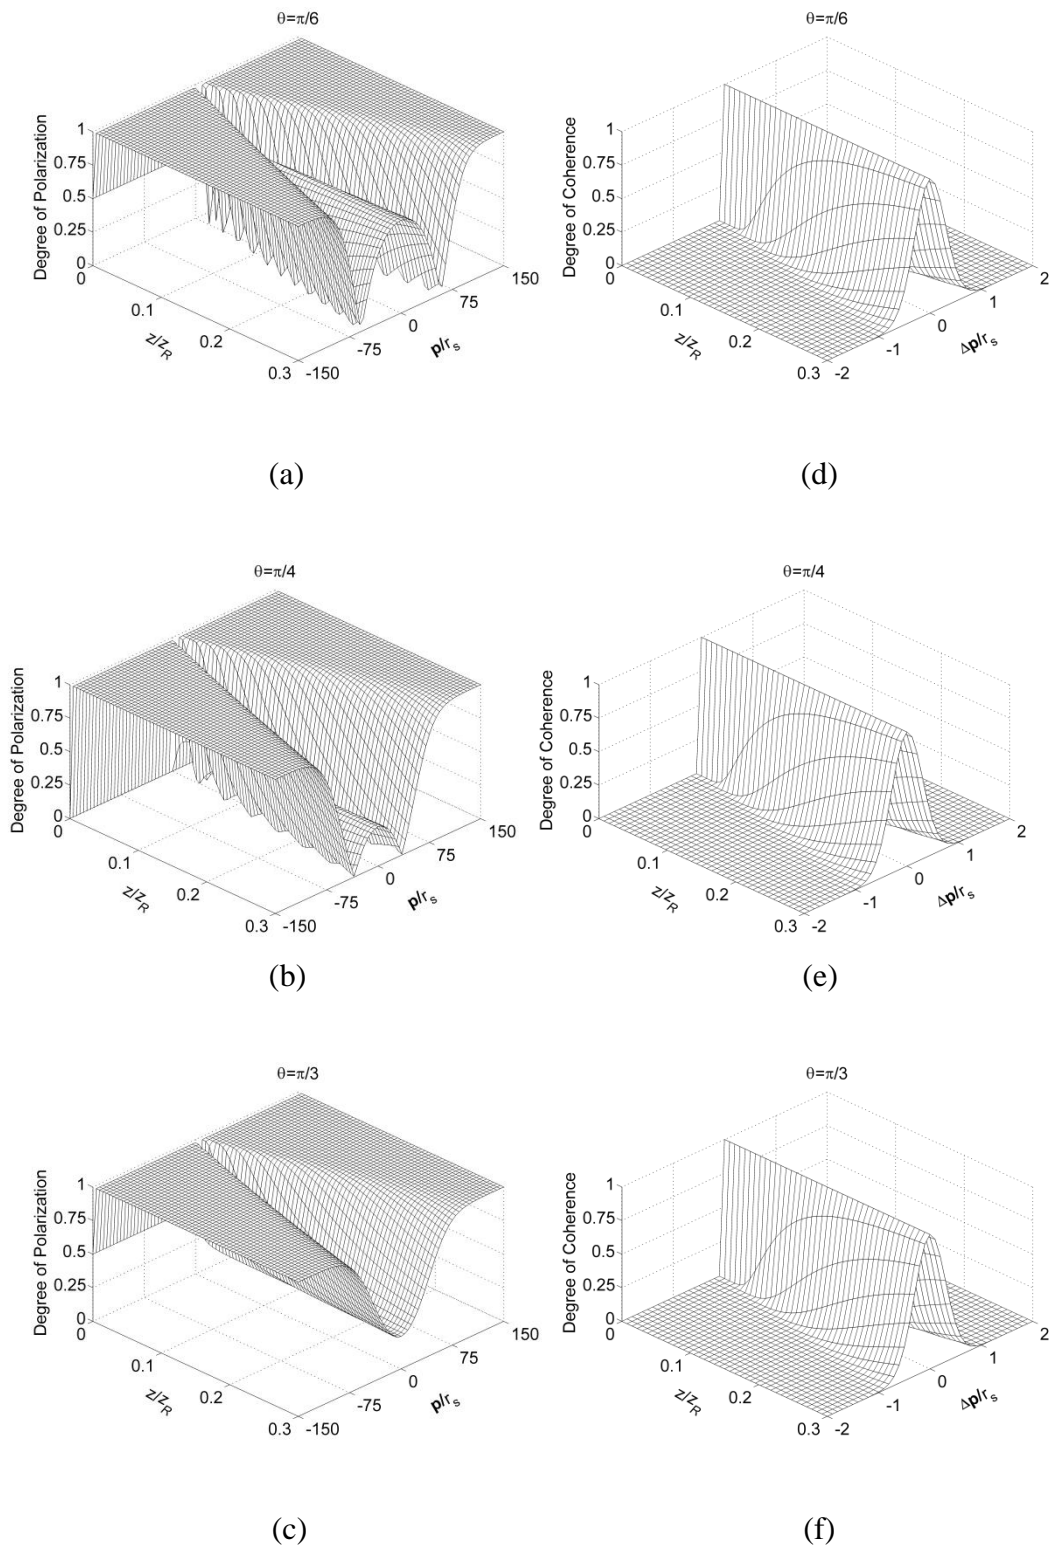 θ=π/6
Degree of Polarization
1
0.75
0.5
0.25
0
0
0.1
0.2
0.3
z/z_R
-150
-75
0
75
150
p/r_s
(a)
θ=π/6
Degree of Coherence
1
0.75
0.5
0.25
0
0
0.1
0.2
0.3
z/z_R
-2
-1
0
1
2
Δp/r_s
(d)
θ=π/4
Degree of Polarization
1
0.75
0.5
0.25
0
0
0.1
0.2
0.3
z/z_R
-150
-75
0
75
150
p/r_s
(b)
θ=π/4
Degree of Coherence
1
0.75
0.5
0.25
0
0
0.1
0.2
0.3
z/z_R
-2
-1
0
1
2
Δp/r_s
(e)
θ=π/3
Degree of Polarization
1
0.75
0.5
0.25
0
0
0.1
0.2
0.3
z/z_R
-150
-75
0
75
150
p/r_s
(c)
θ=π/3
Degree of Coherence
1
0.75
0.5
0.25
0
0
0.1
0.2
0.3
z/z_R
-2
-1
0
1
2
Δp/r_s
(f)